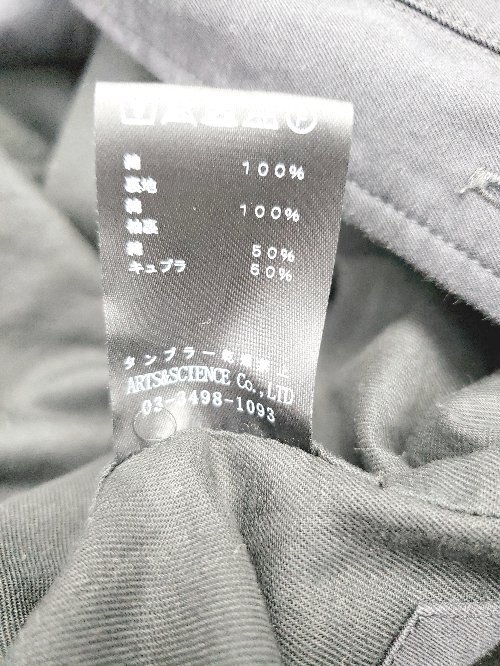 綿 100%
裏地
綿 100%
袖裏
綿 50%
キュプラ 50%
タンブラー乾燥禁止
ARTS&SCIENCE Co.,LTD
03-3498-1093